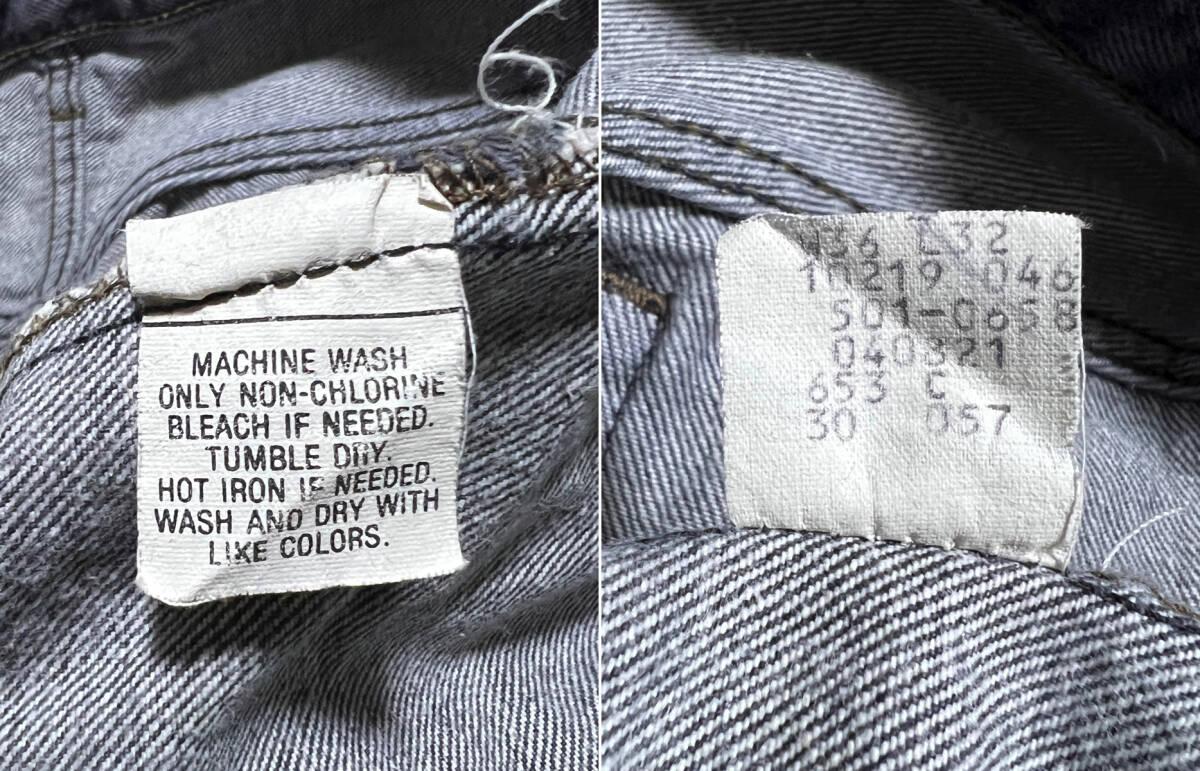 MACHINE WASH
ONLY NON-CHLORINE
BLEACH IF NEEDED.
TUMBLE DRY.
HOT IRON IF NEEDED.
WASH AND DRY WITH
LIKE COLORS.
W36 L32
10219 046
501-0658
040321
653 C
30 057